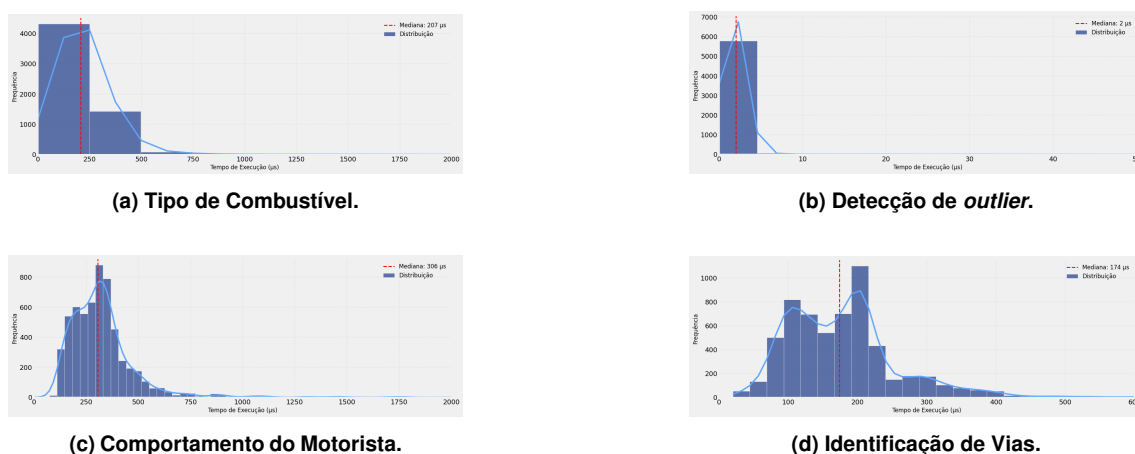 Mediana: 207 µs
Distribuição
Frequência
4000
3000
2000
1000
0
0 250 500 750 1000 1250 1500 1750 2000
Tempo de Execução (µs)
(a) Tipo de Combustível.
Mediana: 2 µs
Distribuição
Frequência
7000
6000
5000
4000
3000
2000
1000
0
0 10 20 30 40 5
Tempo de Execução (µs)
(b) Detecção de outlier.
Mediana: 306 µs
Distribuição
Frequência
800
600
400
200
0
0 250 500 750 1000 1250 1500 1750 2000
Tempo de Execução (µs)
(c) Comportamento do Motorista.
Mediana: 174 µs
Distribuição
Frequência
1000
800
600
400
200
0
100 200 300 400 500 60
Tempo de Execução (µs)
(d) Identificação de Vias.